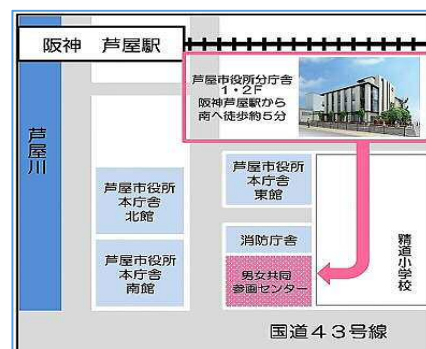 阪神 芦屋駅
芦屋市役所分庁舎
1・2F
阪神芦屋駅から
南へ徒歩約5分
芦屋川
芦屋市役所
本庁舎
北館
芦屋市役所
本庁舎
東館
芦屋市役所
本庁舎
南館
消防庁舎
男女共同
参画センター
精道小学校
国道43号線